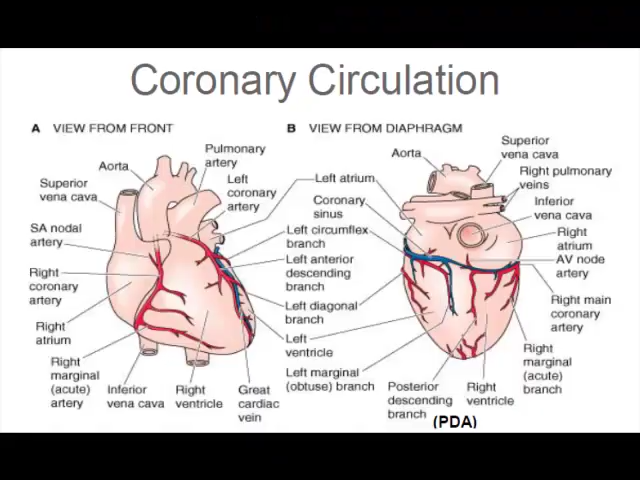 Coronary Circulation
A VIEW FROM FRONT
Aorta
Superior
vena cava
SA nodal
artery
Right
coronary
artery
Right
atrium
Right
marginal
(acute)
artery
Inferior
vena cava
Right
ventricle
Great
cardiac
vein
Pulmonary
artery
Left
coronary
artery
Left atrium
Coronary
sinus
Left circumflex
branch
Left anterior
descending
branch
Left diagonal
branch
Left
ventricle
Left marginal
(obtuse) branch
B VIEW FROM DIAPHRAGM
Aorta
Superior
vena cava
Right pulmonary
veins
Inferior
vena cava
Right
atrium
AV node
artery
Right main
coronary
artery
Right
marginal
(acute)
branch
Right
ventricle
Posterior
descending
branch
(PDA)